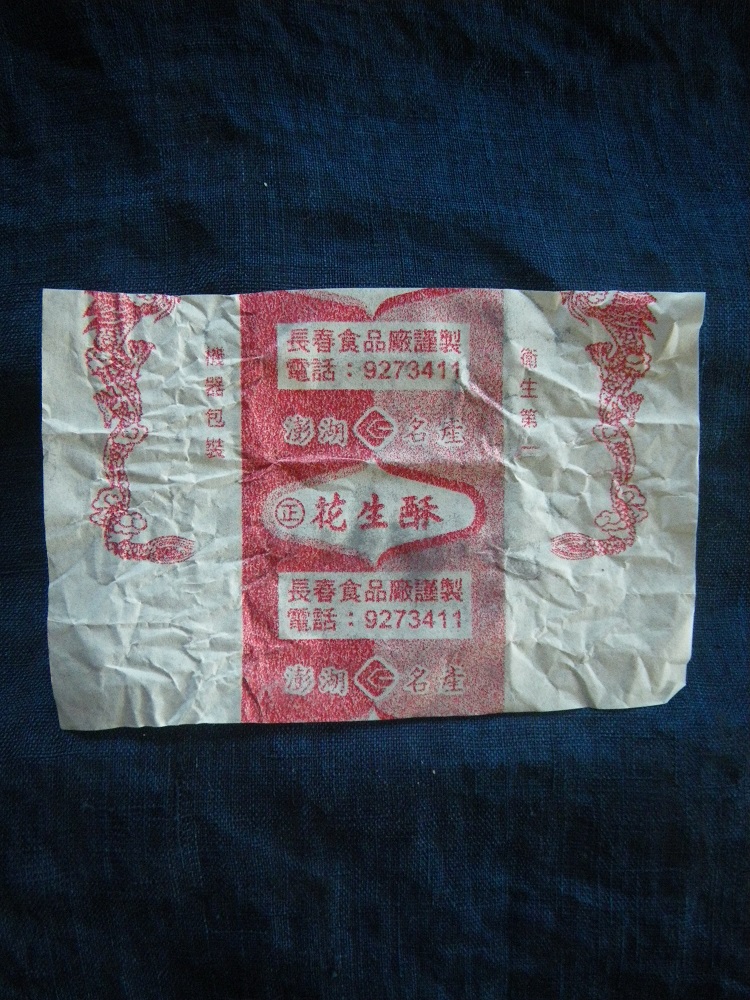 機器包裝
長春食品廠謹製
電話：9273411
澎湖 名產
㊣花生酥
長春食品廠謹製
電話：9273411
澎湖 名產
衛生第一